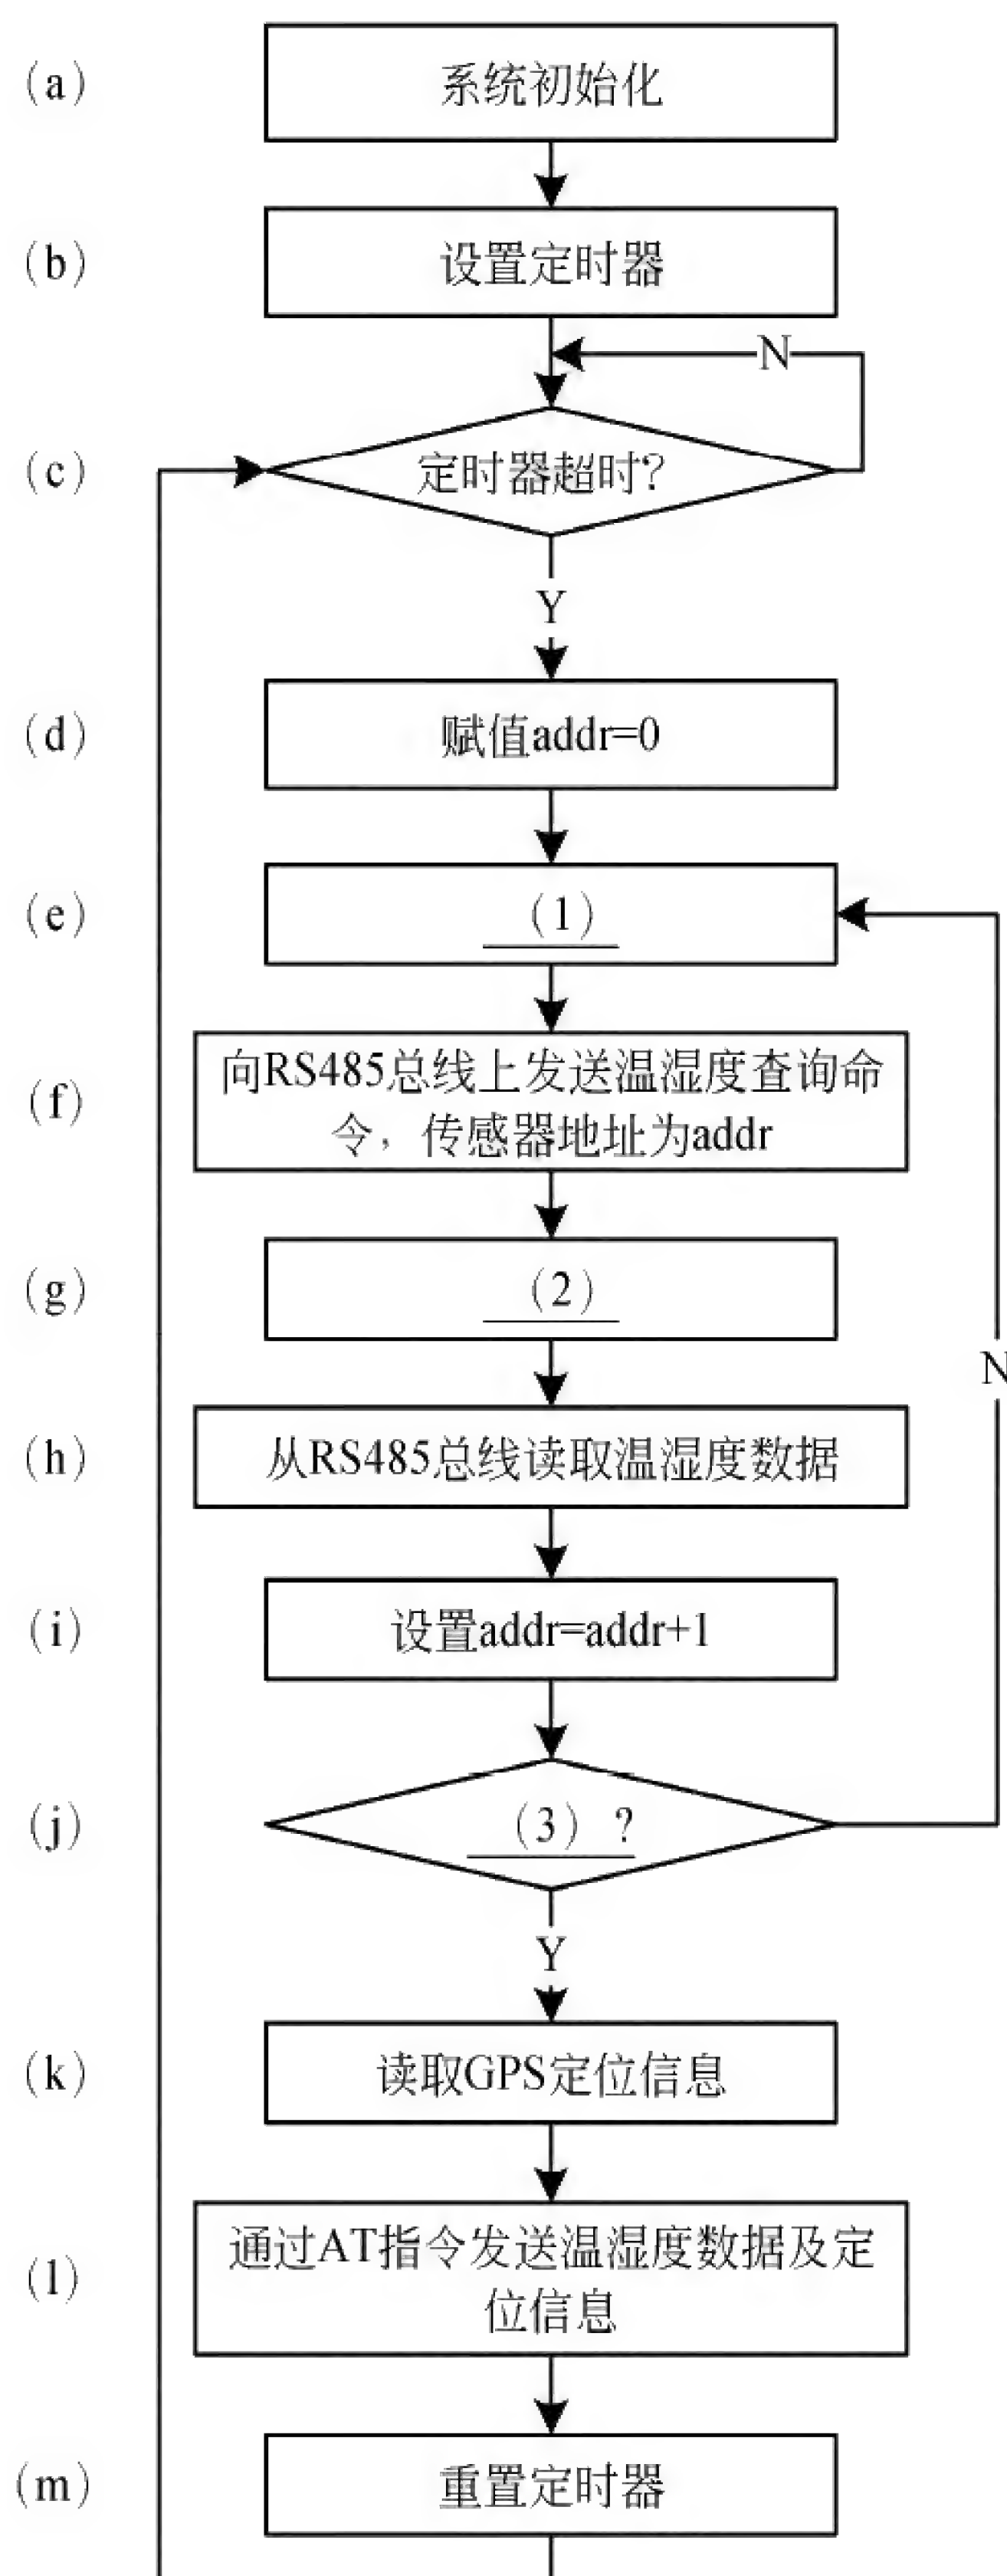 (a) 系统初始化
(b) 设置定时器
N
(c) 定时器超时?
Y
(d) 赋值addr=0
(e) (1)
(f) 向RS485总线上发送温湿度查询命
令，传感器地址为addr
(g) (2)
N
(h) 从RS485总线读取温湿度数据
(i) 设置addr=addr+1
(j) (3) ?
Y
(k) 读取GPS定位信息
(l) 通过AT指令发送温湿度数据及定
位信息
(m) 重置定时器